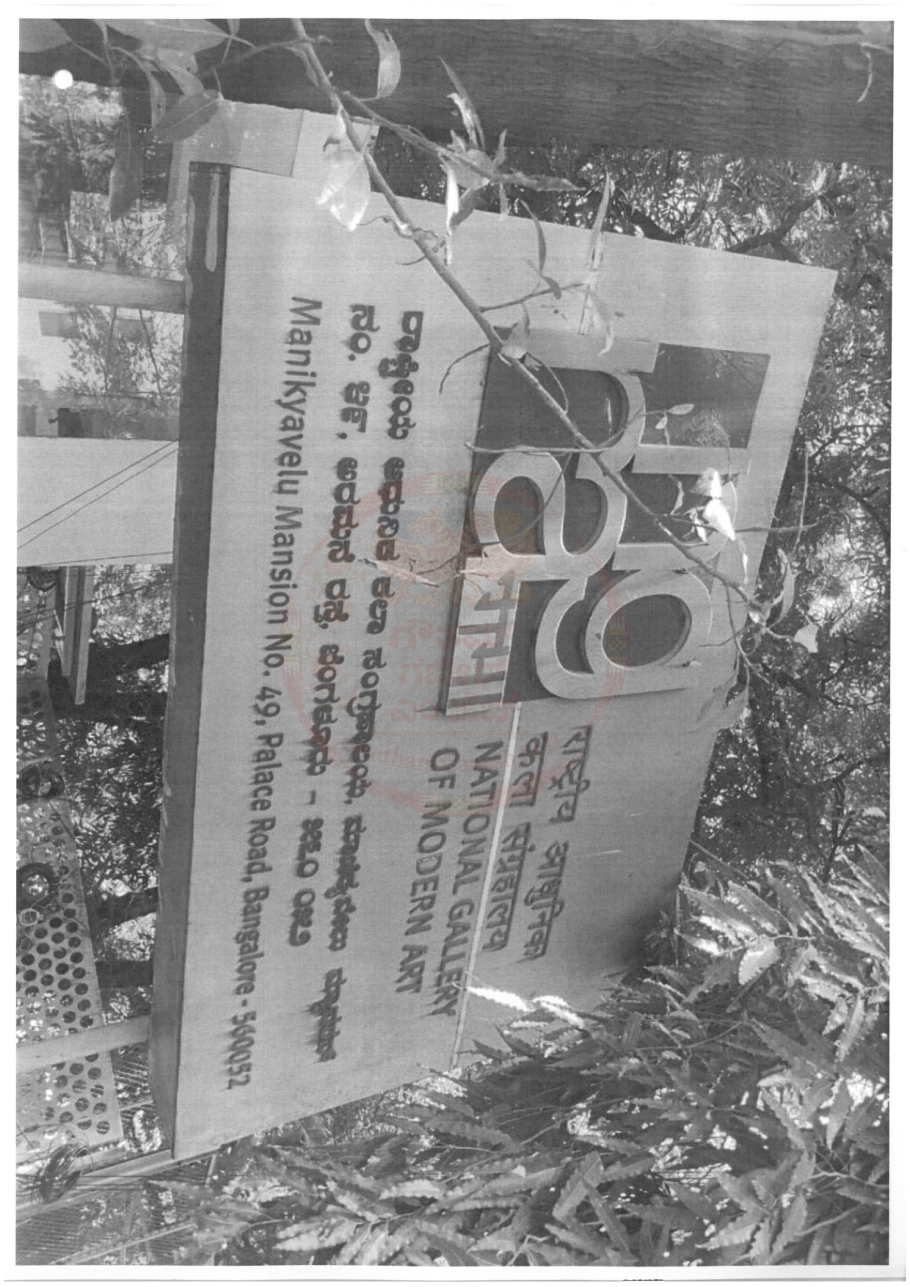 राष्ट्रीय आधुनिक
कला संग्रहालय
NATIONAL GALLERY
OF MODERN ART
ರಾಷ್ಟ್ರೀಯ ಆಧುನಿಕ ಕಲಾ ಸಂಗ್ರಹಾಲಯ, ಮಾಣಿಕ್ಯವೇಲು
ನಂ. ೪೯, ಅರಮನೆ ರಸ್ತೆ, ಬೆಂಗಳೂರು - ೫೬೦ ೦೫೨
Manikyavelu Mansion No. 49, Palace Road, Bangalore - 560052